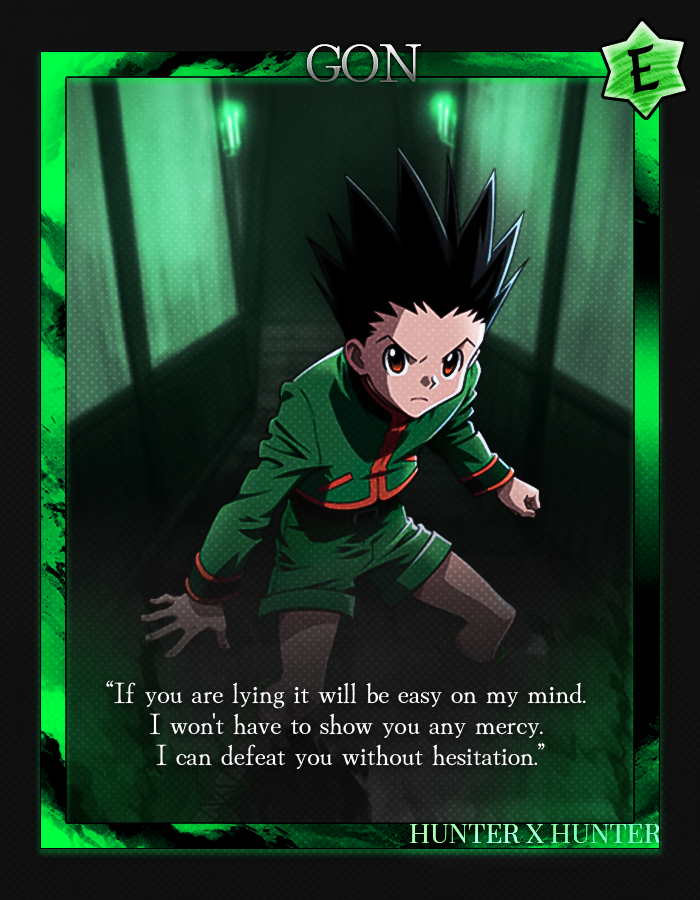 GON
E
“If you are lying it will be easy on my mind.
I won't have to show you any mercy.
I can defeat you without hesitation.”
HUNTER X HUNTER